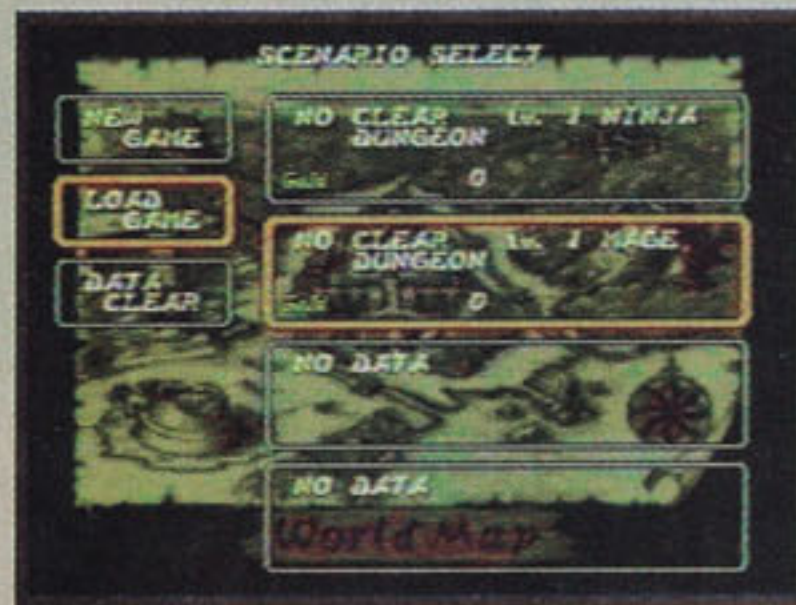 SCENARIO SELECT
NEW
GAME
LOAD
GAME
DATA
CLEAR
NO CLEAR Lv. 1 NINJA
DUNGEON
Gold 0
NO CLEAR Lv. 1 MAGE
DUNGEON
Gold 0
NO DATA
NO DATA
World Map